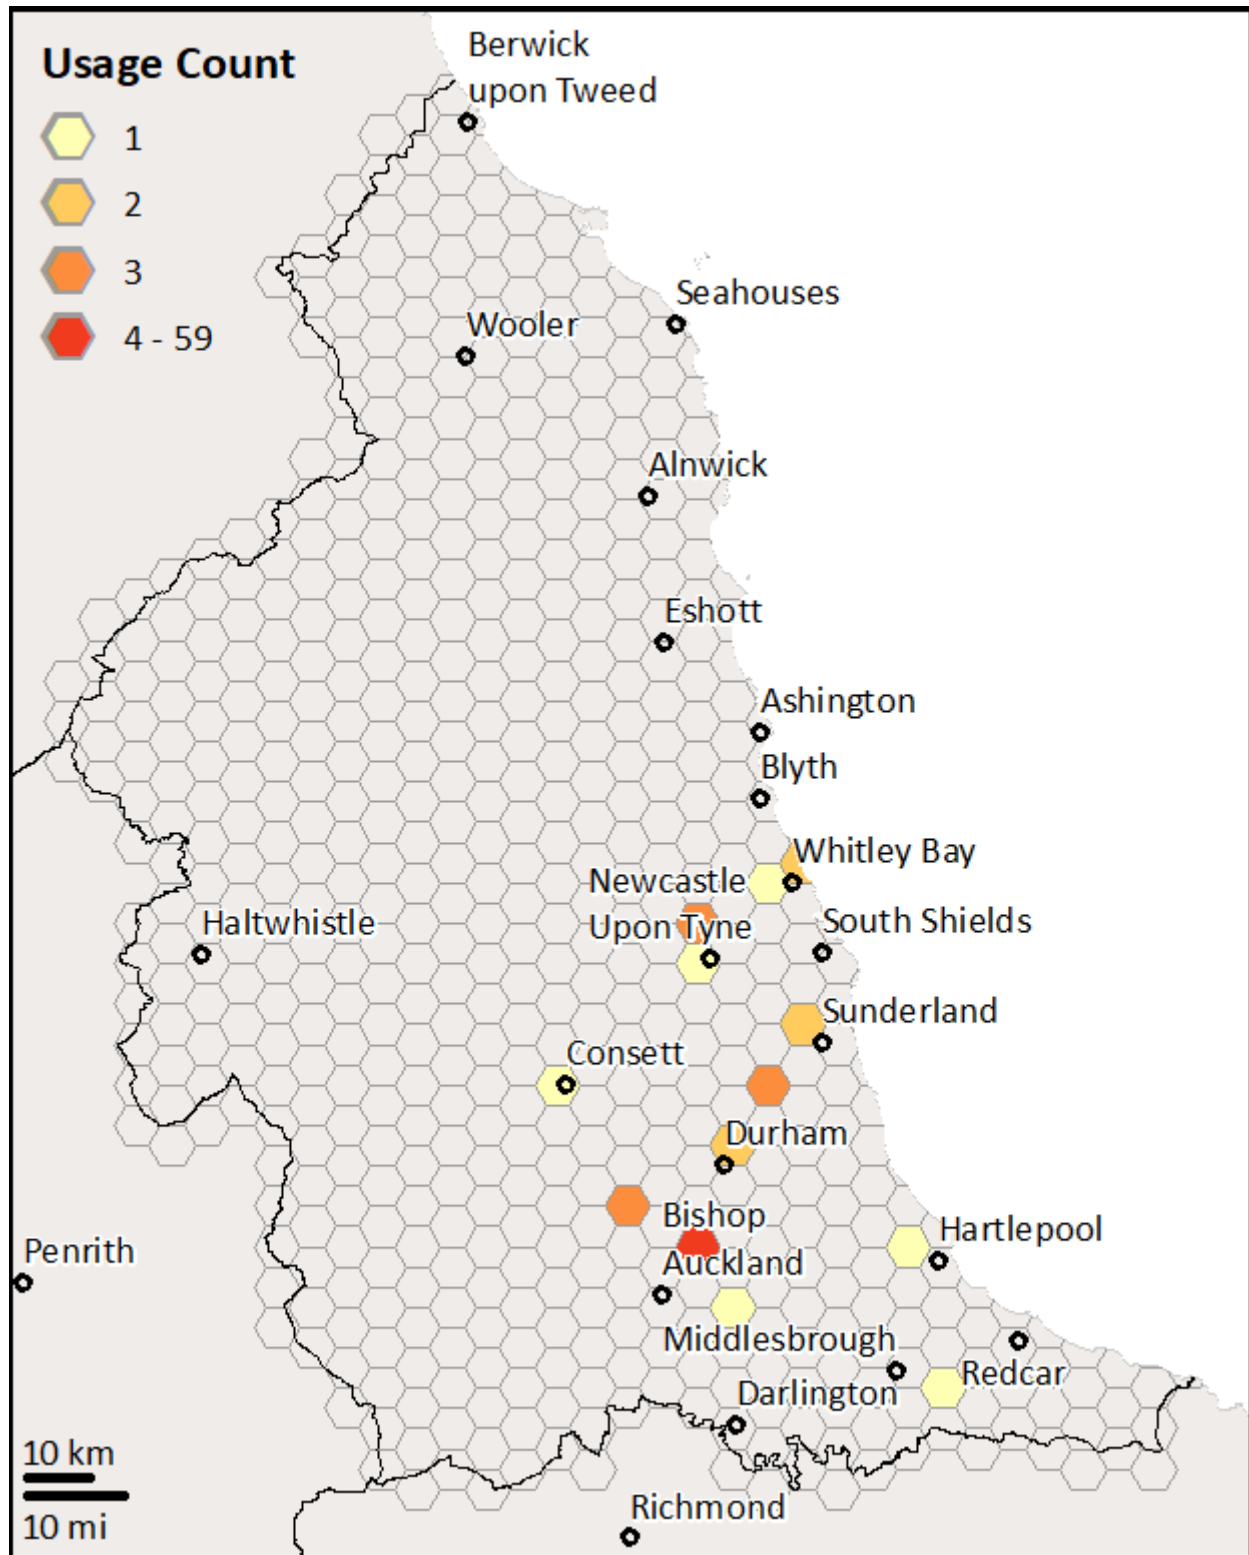 Usage Count
1
2
3
4 - 59
Berwick
upon Tweed
Seahouses
Wooler
Alnwick
Eshott
Ashington
Blyth
Whitley Bay
Newcastle
Upon Tyne
South Shields
Haltwhistle
Sunderland
Consett
Durham
Bishop
Auckland
Hartlepool
Penrith
Middlesbrough
Redcar
Darlington
10 km
10 mi
Richmond